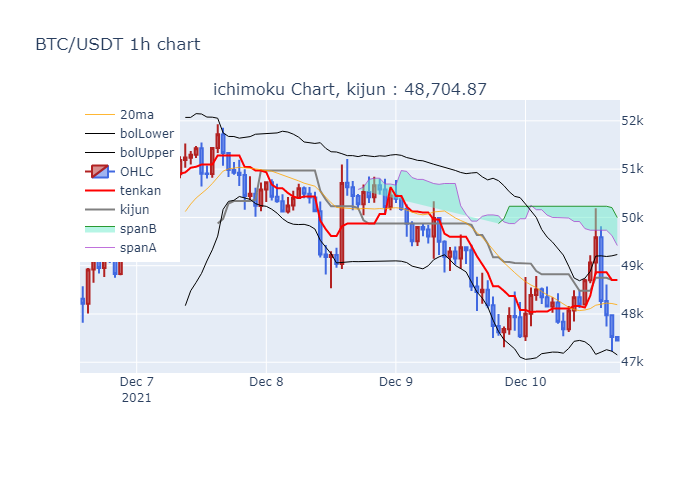 BTC/USDT 1h chart
ichimoku Chart, kijun : 48,704.87
20ma
bolLower
bolUpper
OHLC
tenkan
kijun
spanB
spanA
52k
51k
50k
49k
48k
47k
Dec 7
2021
Dec 8
Dec 9
Dec 10